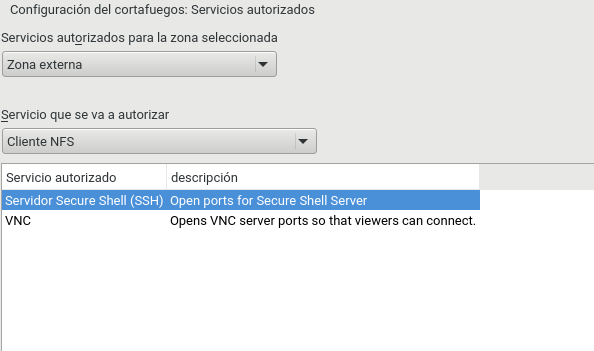 Configuración del cortafuegos: Servicios autorizados
Servicios autorizados para la zona seleccionada
Zona externa
Servicio que se va a autorizar
Cliente NFS
Servicio autorizado descripción
Servidor Secure Shell (SSH) Open ports for Secure Shell Server
VNC Opens VNC server ports so that viewers can connect.